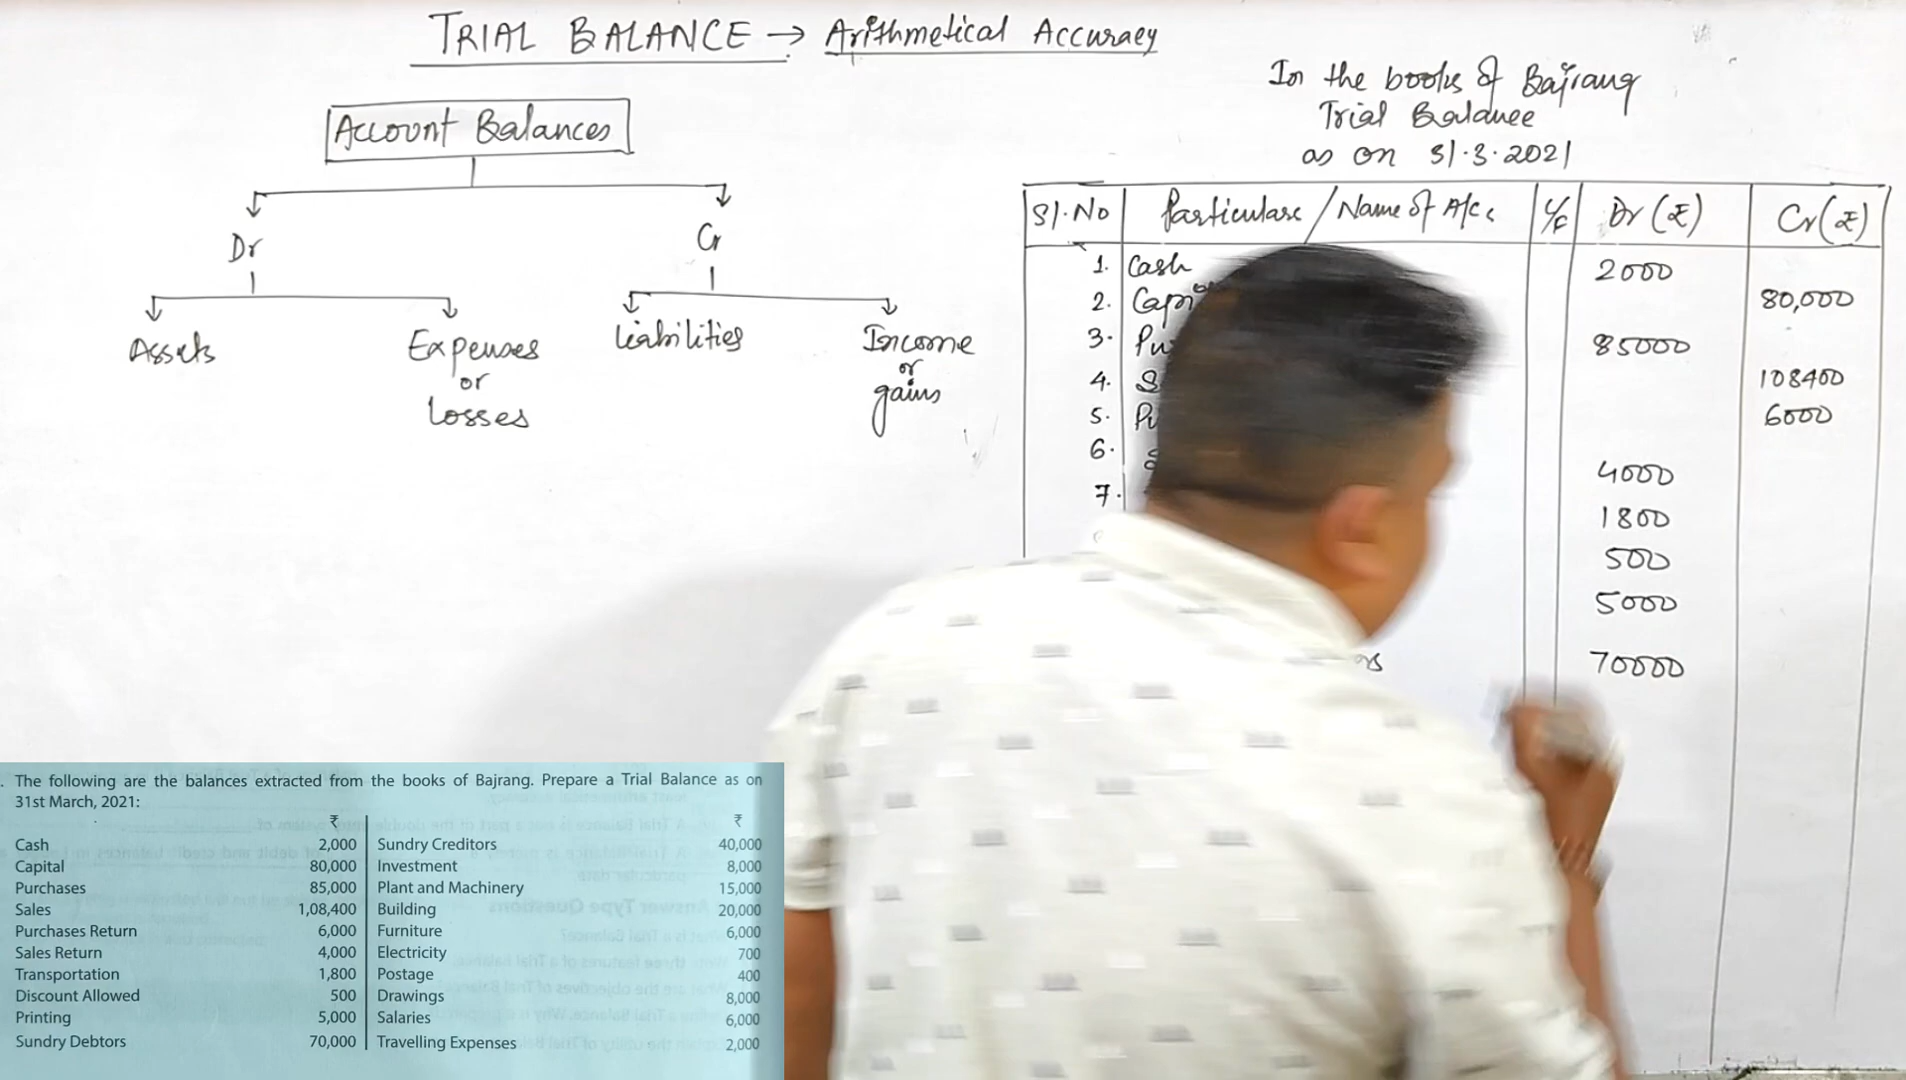 TRIAL BALANCE → Arithmetical Accuracy
Account Balances
Dr
Cr
Assets
Expenses
or
Losses
Liabilities
Income
or
gains
In the books of Bajrang
Trial Balance
as on 31.3.2021
Sl.No Particulars / Name of A/Cs L/F Dr (₹) Cr (₹)
1. Cash 2000
2. 80,000
3. 85000
4. 108400
5. 6000
6. 4000
7. 1800
500
5000
70000
The following are the balances extracted from the books of Bajrang. Prepare a Trial Balance as on
31st March, 2021:
₹ ₹
Cash 2,000 Sundry Creditors 40,000
Capital 80,000 Investment 8,000
Purchases 85,000 Plant and Machinery 15,000
Sales 1,08,400 Building 20,000
Purchases Return 6,000 Furniture 6,000
Sales Return 4,000 Electricity 700
Transportation 1,800 Postage 400
Discount Allowed 500 Drawings 8,000
Printing 5,000 Salaries 6,000
Sundry Debtors 70,000 Travelling Expenses 2,000